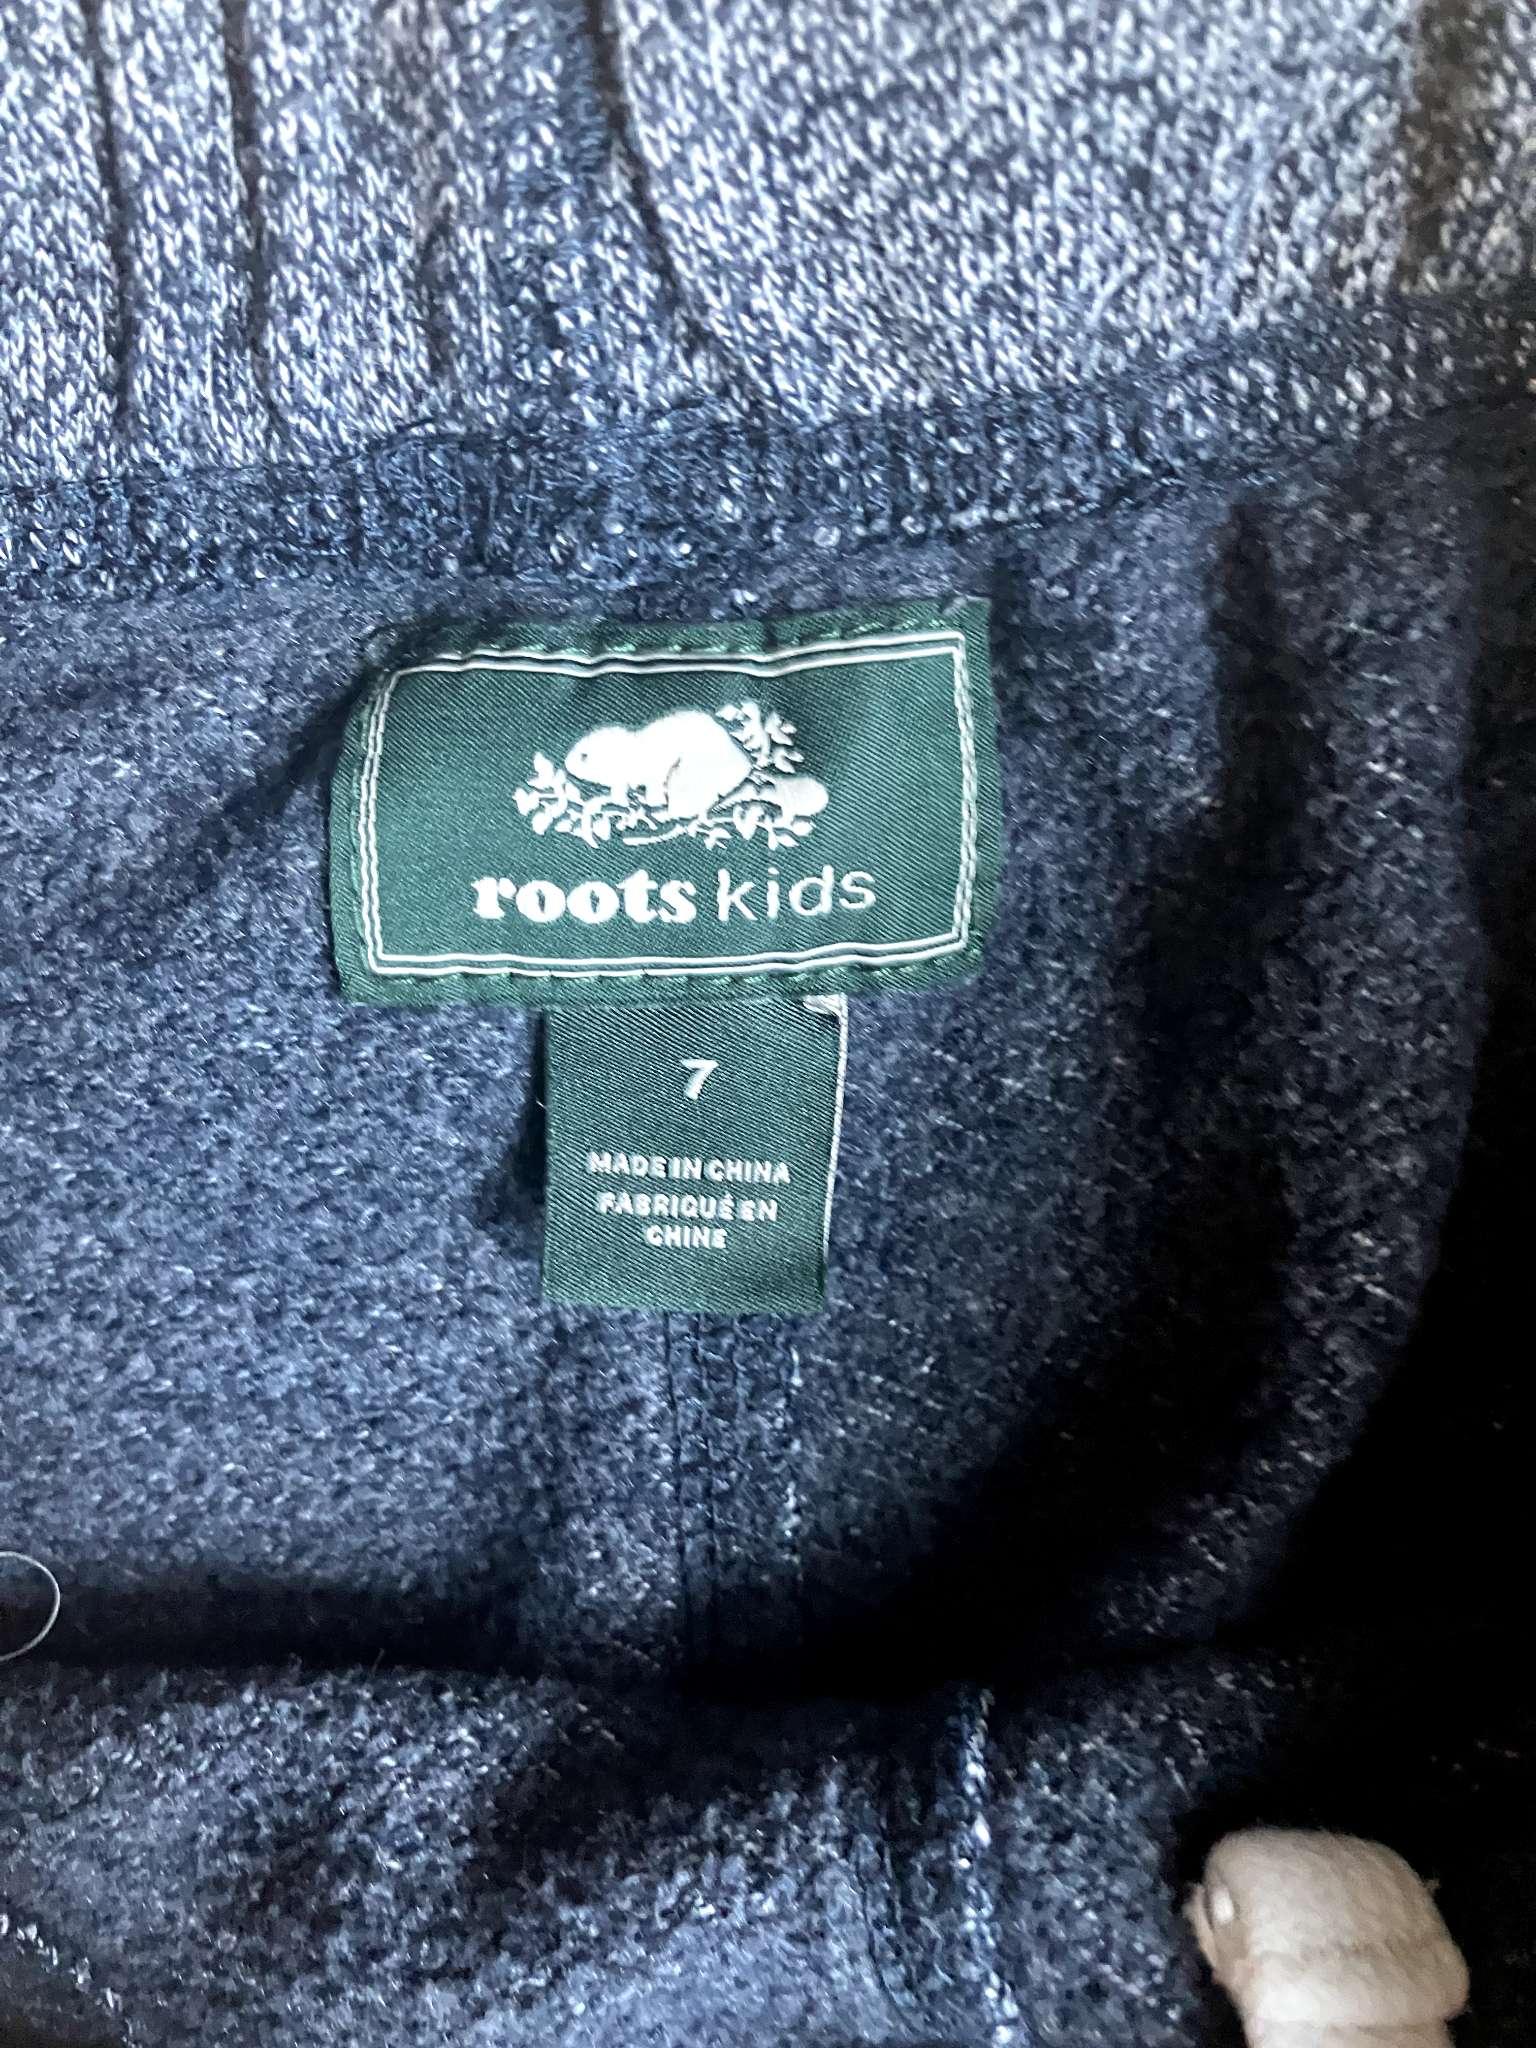 roots kids
7
MADE IN CHINA
FABRIQUÉ EN
CHINE